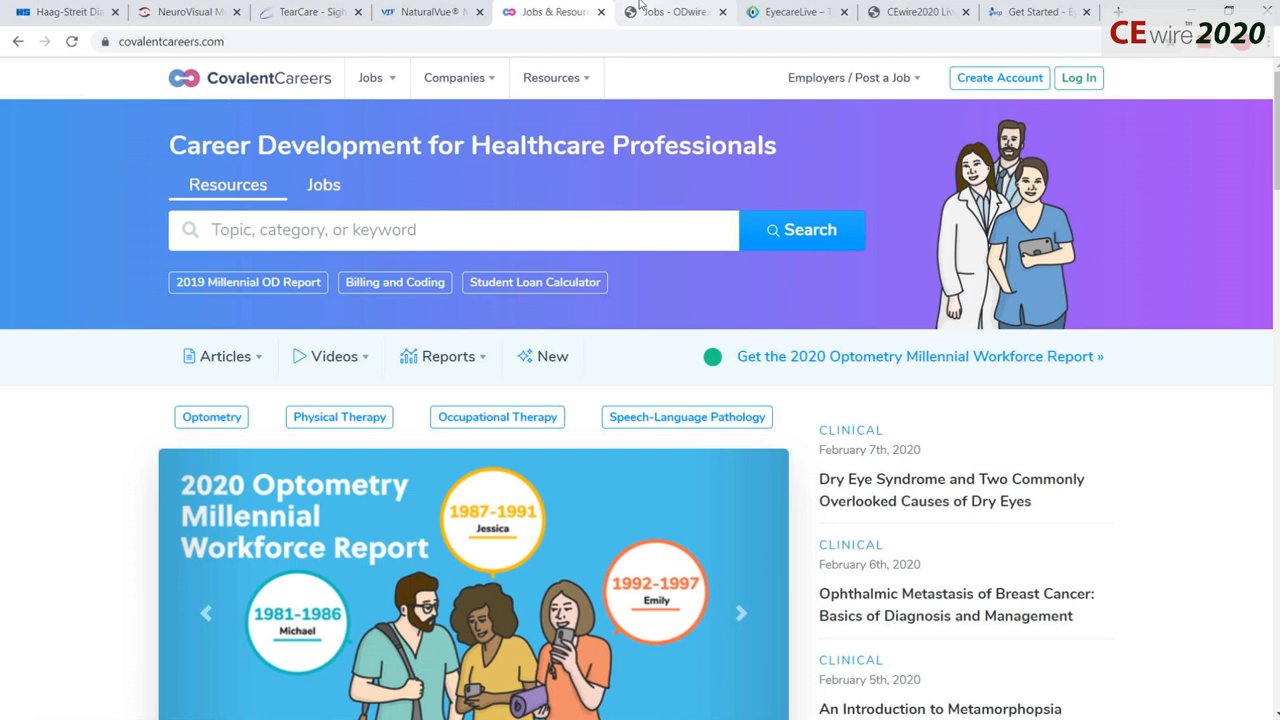 Haag-Streit Dia
NeuroVisual M
TearCare - Sigh
NaturalVue® M
Jobs & Resour
Jobs - ODwire.
EyecareLive – T
CEwire2020 Liv
Get Started - E
CEwire™2020
covalentcareers.com
CovalentCareers
Jobs
Companies
Resources
Employers / Post a Job
Create Account
Log In
Career Development for Healthcare Professionals
Resources
Jobs
Topic, category, or keyword
Search
2019 Millennial OD Report
Billing and Coding
Student Loan Calculator
Articles
Videos
Reports
New
Get the 2020 Optometry Millennial Workforce Report »
Optometry
Physical Therapy
Occupational Therapy
Speech-Language Pathology
2020 Optometry
Millennial
Workforce Report
1987-1991
Jessica
1992-1997
Emily
1981-1986
Michael
CLINICAL
February 7th, 2020
Dry Eye Syndrome and Two Commonly
Overlooked Causes of Dry Eyes
CLINICAL
February 6th, 2020
Ophthalmic Metastasis of Breast Cancer:
Basics of Diagnosis and Management
CLINICAL
February 5th, 2020
An Introduction to Metamorphopsia